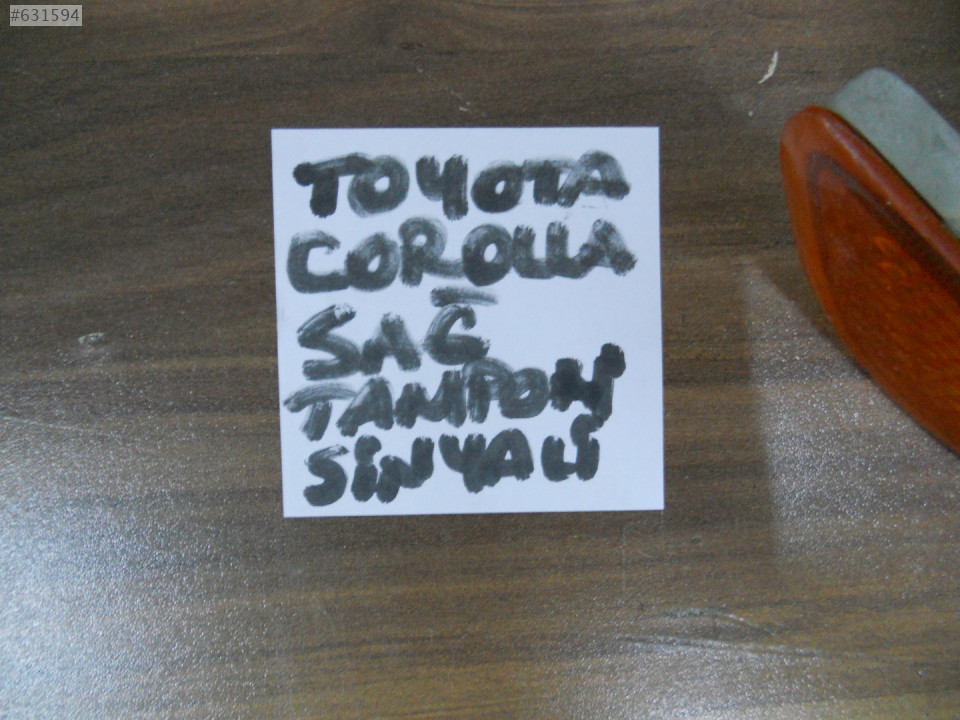 #631594
TOYOTA
COROLLA
SAĞ
TAMPON
SİNYALİ